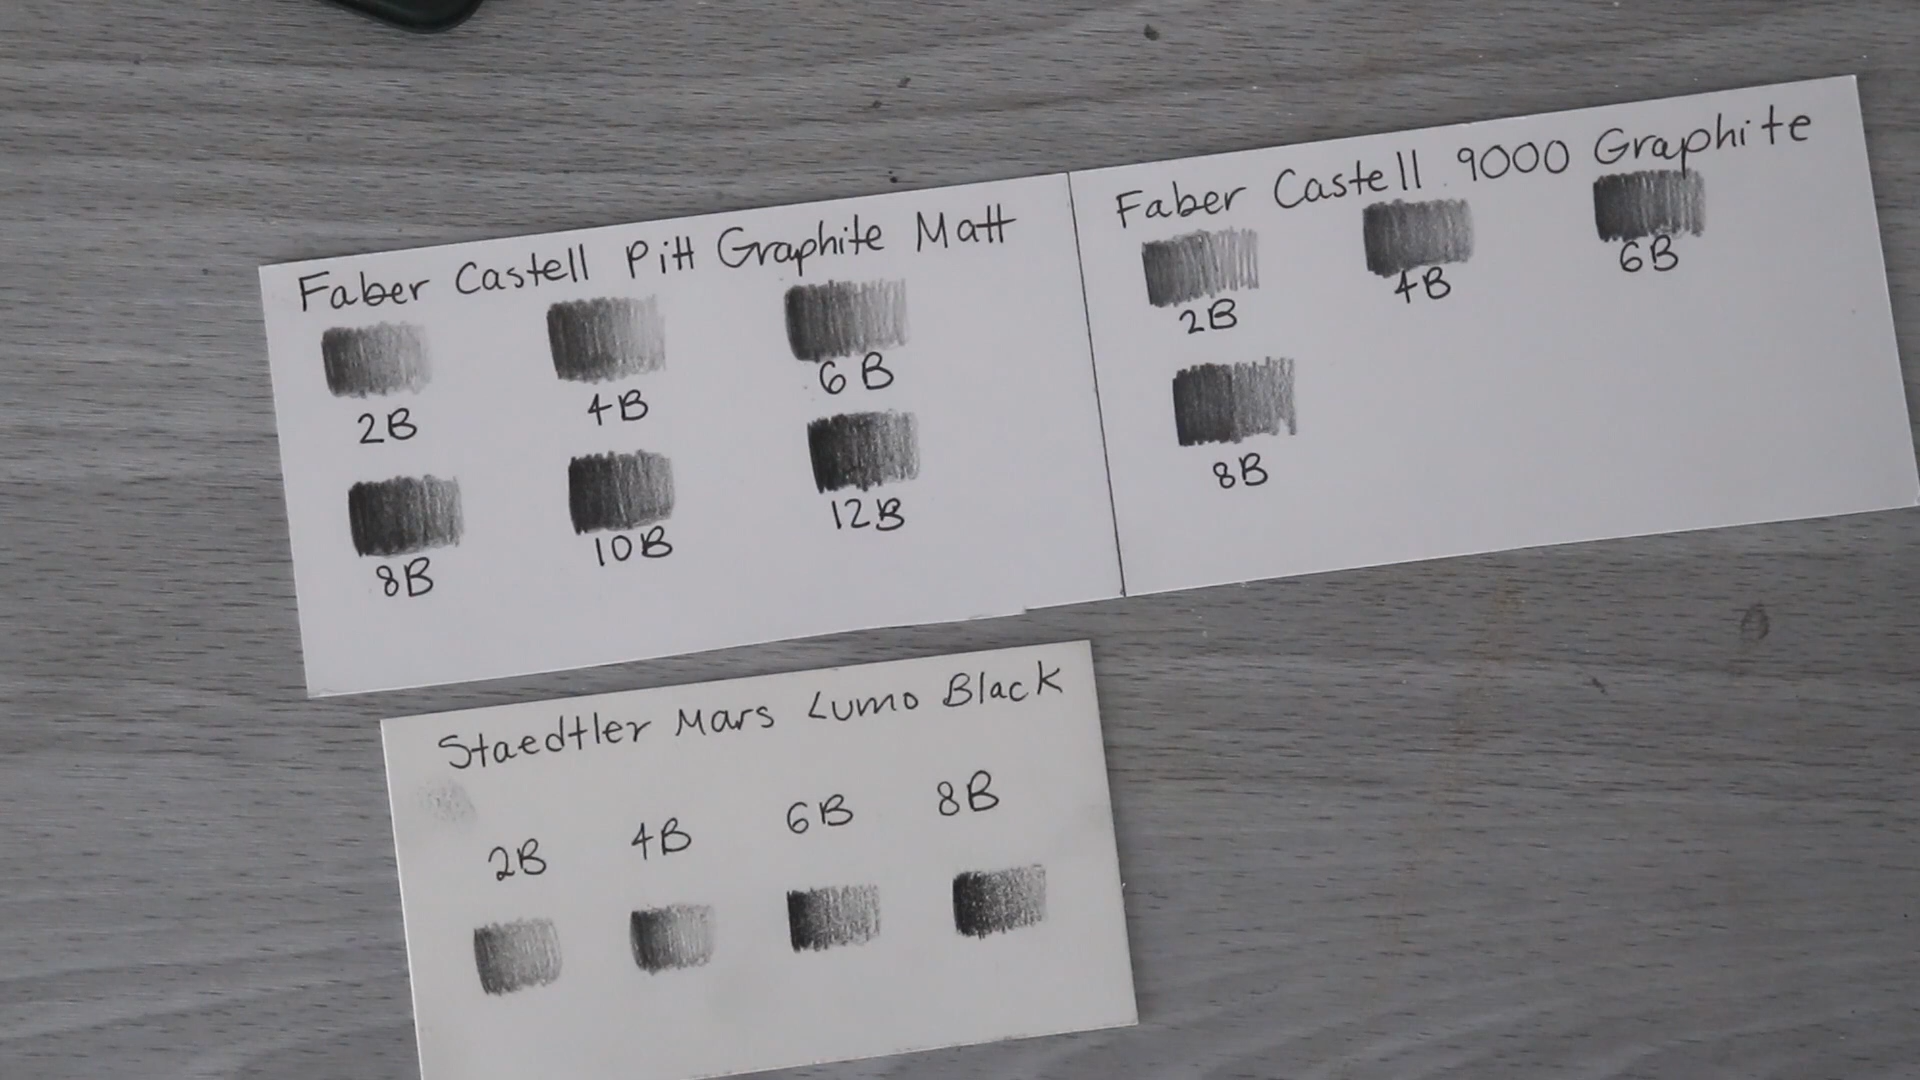 Faber Castell Pitt Graphite Matt
2B 4B 6B
8B 10B 12B
Faber Castell 9000 Graphite
2B 4B 6B
8B
Staedtler Mars Lumo Black
2B 4B 6B 8B